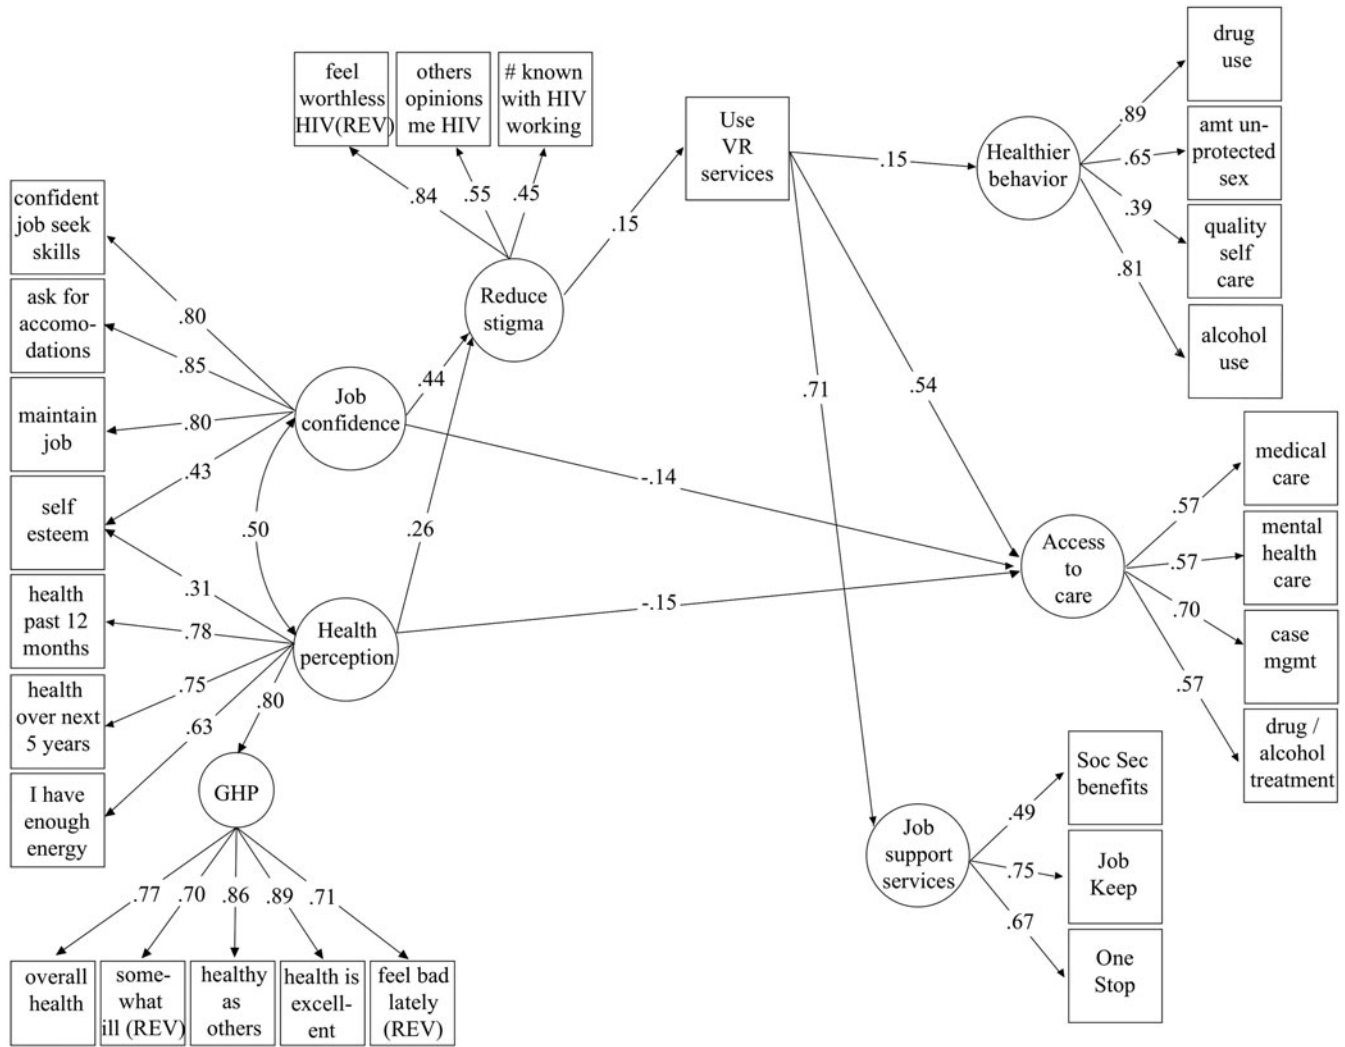 feel
worthless
HIV(REV)
others
opinions
me HIV
# known
with HIV
working
Use
VR
services
Healthier
behavior
drug
use
amt un-
protected
sex
quality
self
care
alcohol
use
.89
.65
.39
.81
.15
.84
.55
.45
.15
Reduce
stigma
confident
job seek
skills
ask for
accomo-
dations
maintain
job
self
esteem
health
past 12
months
health
over next
5 years
I have
enough
energy
.80
.85
.80
.43
.31
.78
.75
.63
.80
.50
Job
confidence
Health
perception
.44
.26
-.14
-.15
.71
.54
Access
to
care
.57
.57
.70
.57
medical
care
mental
health
care
case
mgmt
drug /
alcohol
treatment
GHP
.77
.70
.86
.89
.71
overall
health
some-
what
ill (REV)
healthy
as
others
health is
excell-
ent
feel bad
lately
(REV)
Job
support
services
.49
.75
.67
Soc Sec
benefits
Job
Keep
One
Stop